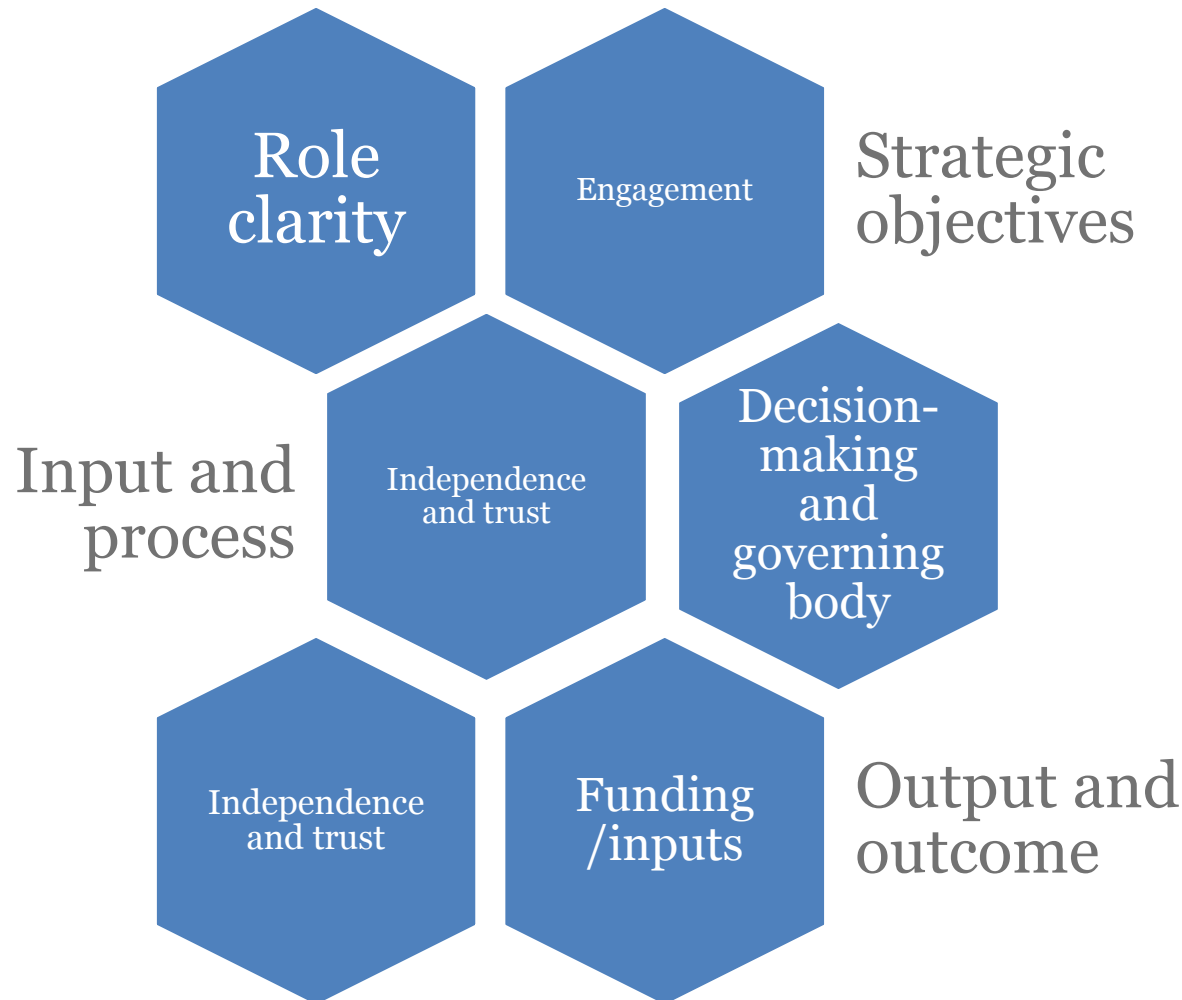 Role
clarity
Engagement
Strategic
objectives
Input and
process
Independence
and trust
Decision-
making
and
governing
body
Independence
and trust
Funding
/inputs
Output and
outcome